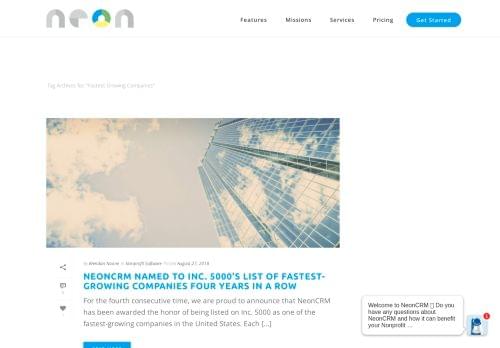 neon
Features
Missions
Services
Pricing
Get Started
Tag Archives for: "Fastest Growing Companies"
By Brendan Noone in Nonprofit Software Posted August 27, 2018
NEONCRM NAMED TO INC. 5000'S LIST OF FASTEST-
GROWING COMPANIES FOUR YEARS IN A ROW
For the fourth consecutive time, we are proud to announce that NeonCRM
has been awarded the honor of being listed on Inc. 5000 as one of the
fastest-growing companies in the United States. Each [...]
Welcome to NeonCRM Do you
have any questions about
NeonCRM and how it can benefit
your Nonprofit ...